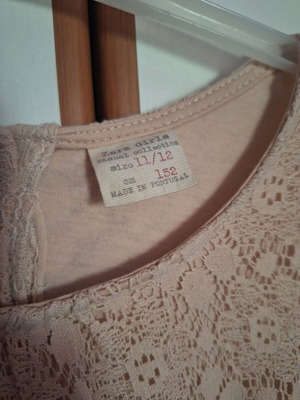 Zara Girls
casual collection
size 11/12
cm 152
MADE IN PORTUGAL